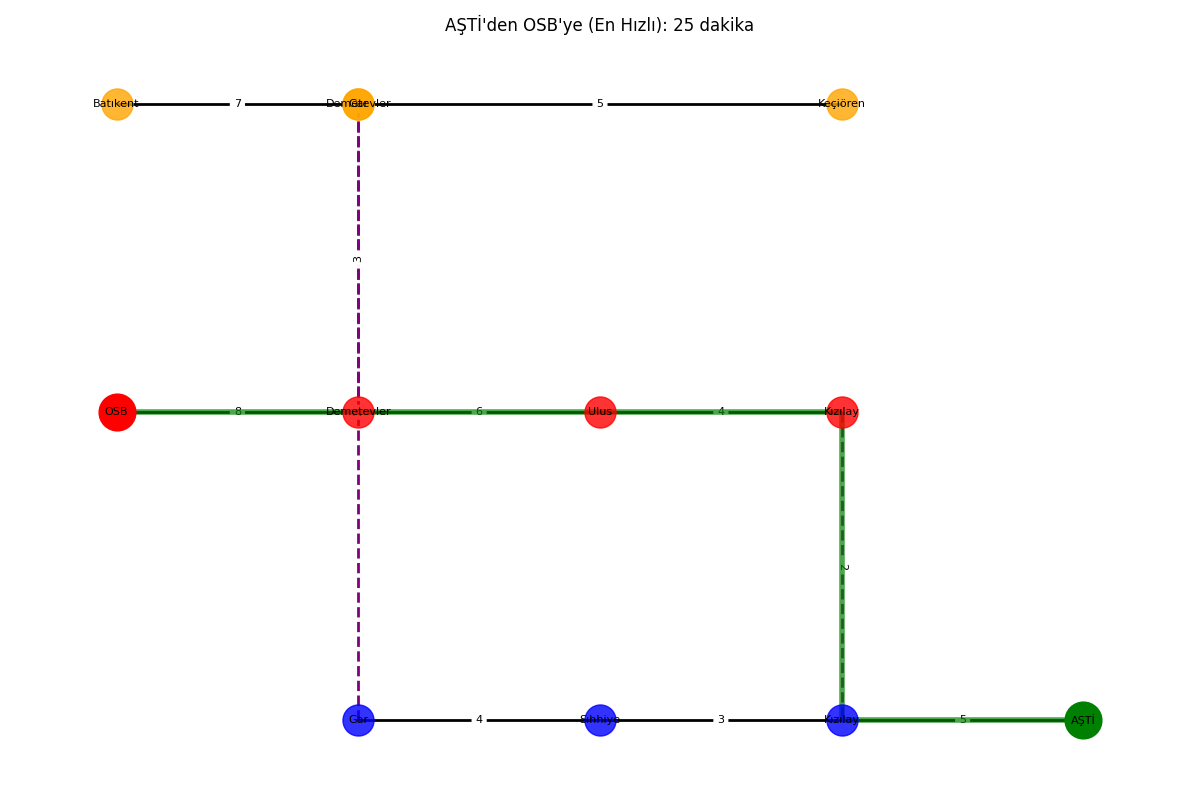 AŞTİ'den OSB'ye (En Hızlı): 25 dakika
Batıkent
7
Demetevler
Gar
5
Keçiören
3
OSB
8
Demetevler
6
Ulus
4
Kızılay
2
Gar
4
Sıhhiye
3
Kızılay
5
AŞTİ